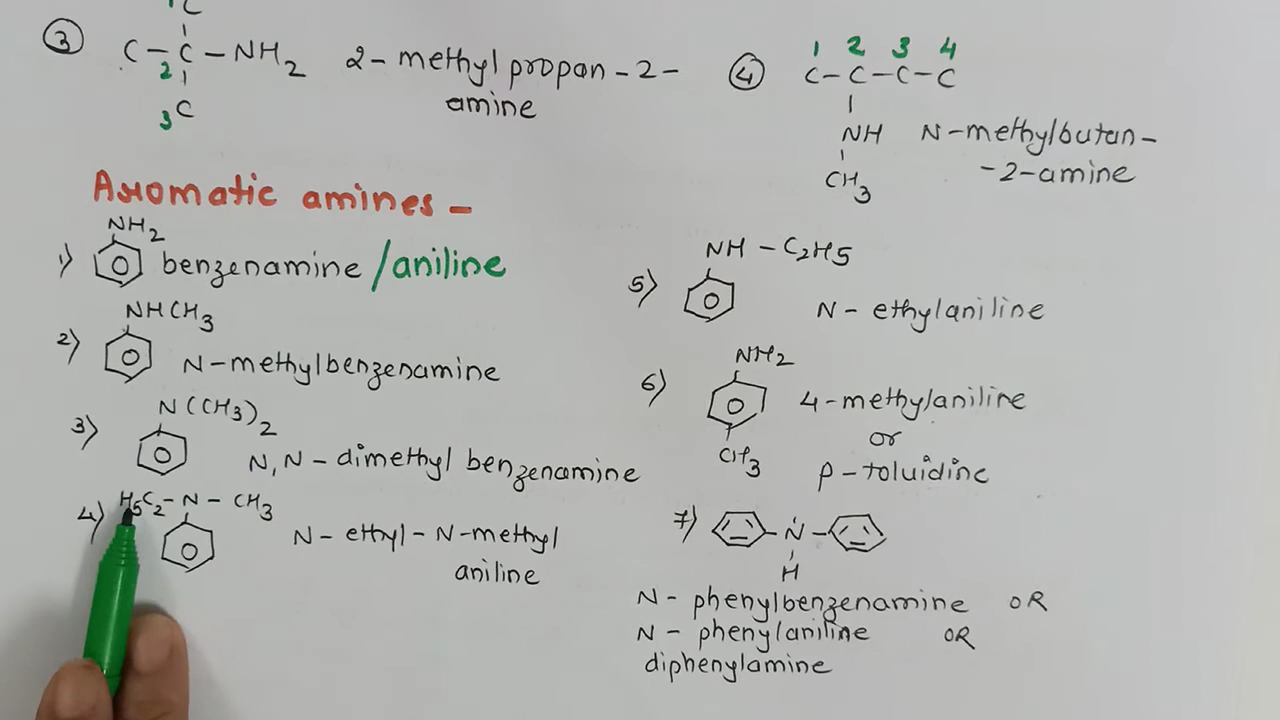 1C
3 C - C - NH2 2- methyl propan -2-
2
amine
3C
4 1 2 3 4
C - C - C - C
NH N-methylbutan-
CH3 -2-amine
Aromatic amines -
1) NH2
benzenamine /aniline
2) NHCH3
N-methylbenzenamine
3) N(CH3)2
N,N-dimethyl benzenamine
4) H5C2-N-CH3
N- ethyl-N-methyl
aniline
5) NH-C2H5
N- ethylaniline
6) NH2
4-methylaniline
or
CH3 p-toluidine
7) N
H
N- phenylbenzenamine OR
N- phenylaniline OR
diphenylamine